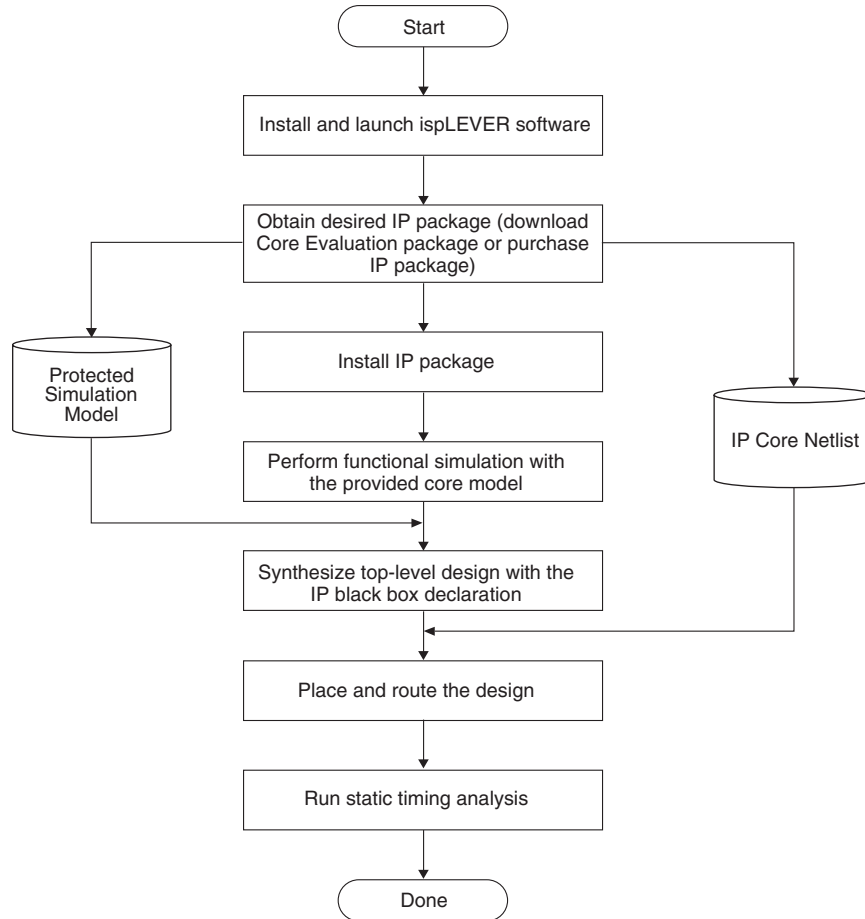 Start
Install and launch ispLEVER software
Obtain desired IP package (download
Core Evaluation package or purchase
IP package)
Install IP package
Protected
Simulation
Model
IP Core Netlist
Perform functional simulation with
the provided core model
Synthesize top-level design with the
IP black box declaration
Place and route the design
Run static timing analysis
Done